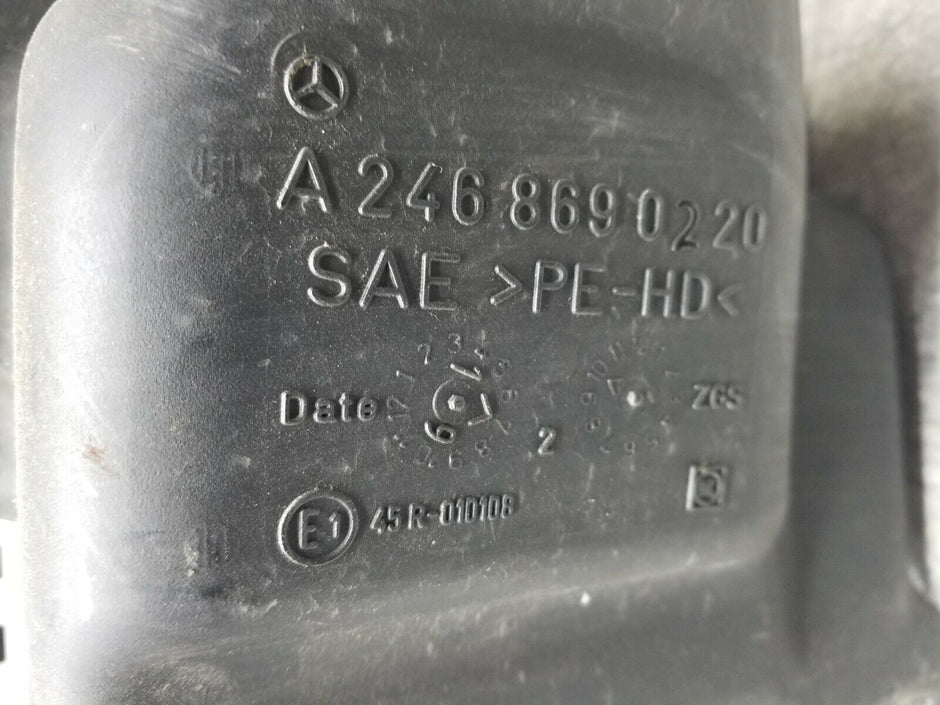 A 246 869 02 20
SAE >PE-HD<
Date
ZGS
2
E1 45 R-010108